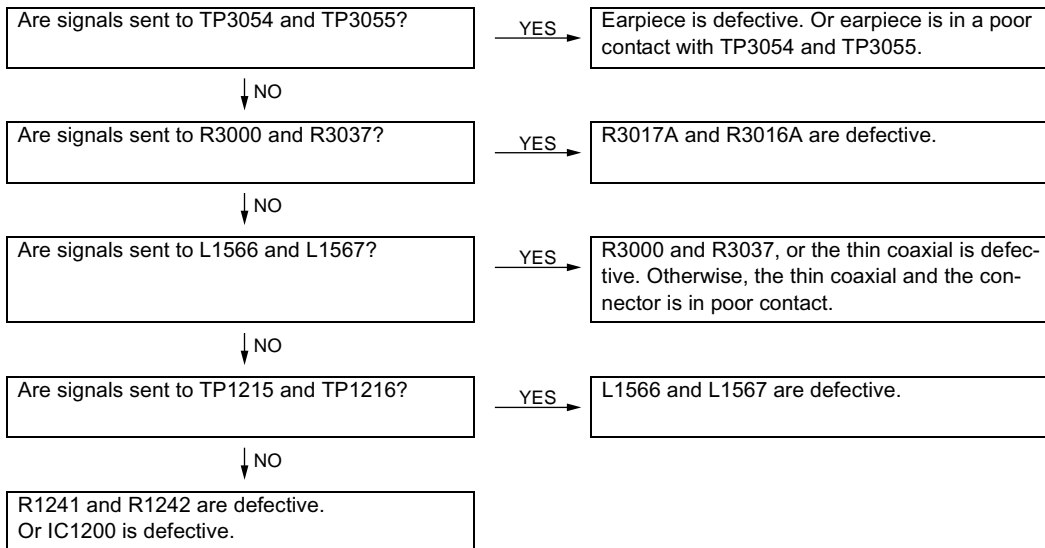 Are signals sent to TP3054 and TP3055?
YES
Earpiece is defective. Or earpiece is in a poor
contact with TP3054 and TP3055.
NO
Are signals sent to R3000 and R3037?
YES
R3017A and R3016A are defective.
NO
Are signals sent to L1566 and L1567?
YES
R3000 and R3037, or the thin coaxial is defec-
tive. Otherwise, the thin coaxial and the con-
nector is in poor contact.
NO
Are signals sent to TP1215 and TP1216?
YES
L1566 and L1567 are defective.
NO
R1241 and R1242 are defective.
Or IC1200 is defective.